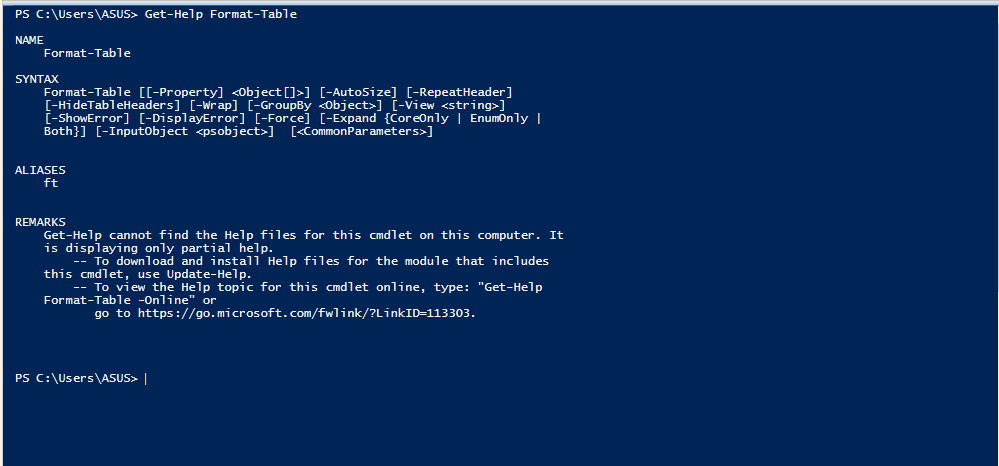 PS C:\Users\ASUS> Get-Help Format-Table
NAME
Format-Table
SYNTAX
Format-Table [[-Property] <Object[]>] [-AutoSize] [-RepeatHeader]
[-HideTableHeaders] [-Wrap] [-GroupBy <Object>] [-View <string>]
[-ShowError] [-DisplayError] [-Force] [-Expand {CoreOnly | EnumOnly |
Both}] [-InputObject <psobject>]  [<CommonParameters>]
ALIASES
ft
REMARKS
Get-Help cannot find the Help files for this cmdlet on this computer. It
is displaying only partial help.
-- To download and install Help files for the module that includes
this cmdlet, use Update-Help.
-- To view the Help topic for this cmdlet online, type: "Get-Help
Format-Table -Online" or
go to https://go.microsoft.com/fwlink/?LinkID=113303.
PS C:\Users\ASUS>